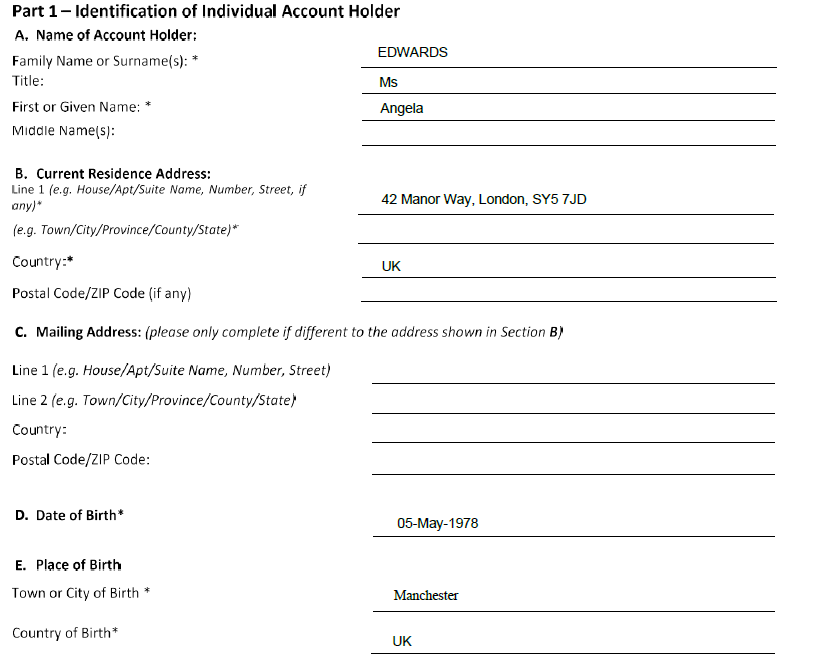 Part 1 – Identification of Individual Account Holder
A. Name of Account Holder:
Family Name or Surname(s): * EDWARDS
Title: Ms
First or Given Name: * Angela
Middle Name(s):
B. Current Residence Address:
Line 1 (e.g. House/Apt/Suite Name, Number, Street, if
any)* 42 Manor Way, London, SY5 7JD
(e.g. Town/City/Province/County/State)*
Country:* UK
Postal Code/ZIP Code (if any)
C. Mailing Address: (please only complete if different to the address shown in Section B)
Line 1 (e.g. House/Apt/Suite Name, Number, Street)
Line 2 (e.g. Town/City/Province/County/State)
Country:
Postal Code/ZIP Code:
D. Date of Birth* 05-May-1978
E. Place of Birth
Town or City of Birth * Manchester
Country of Birth* UK